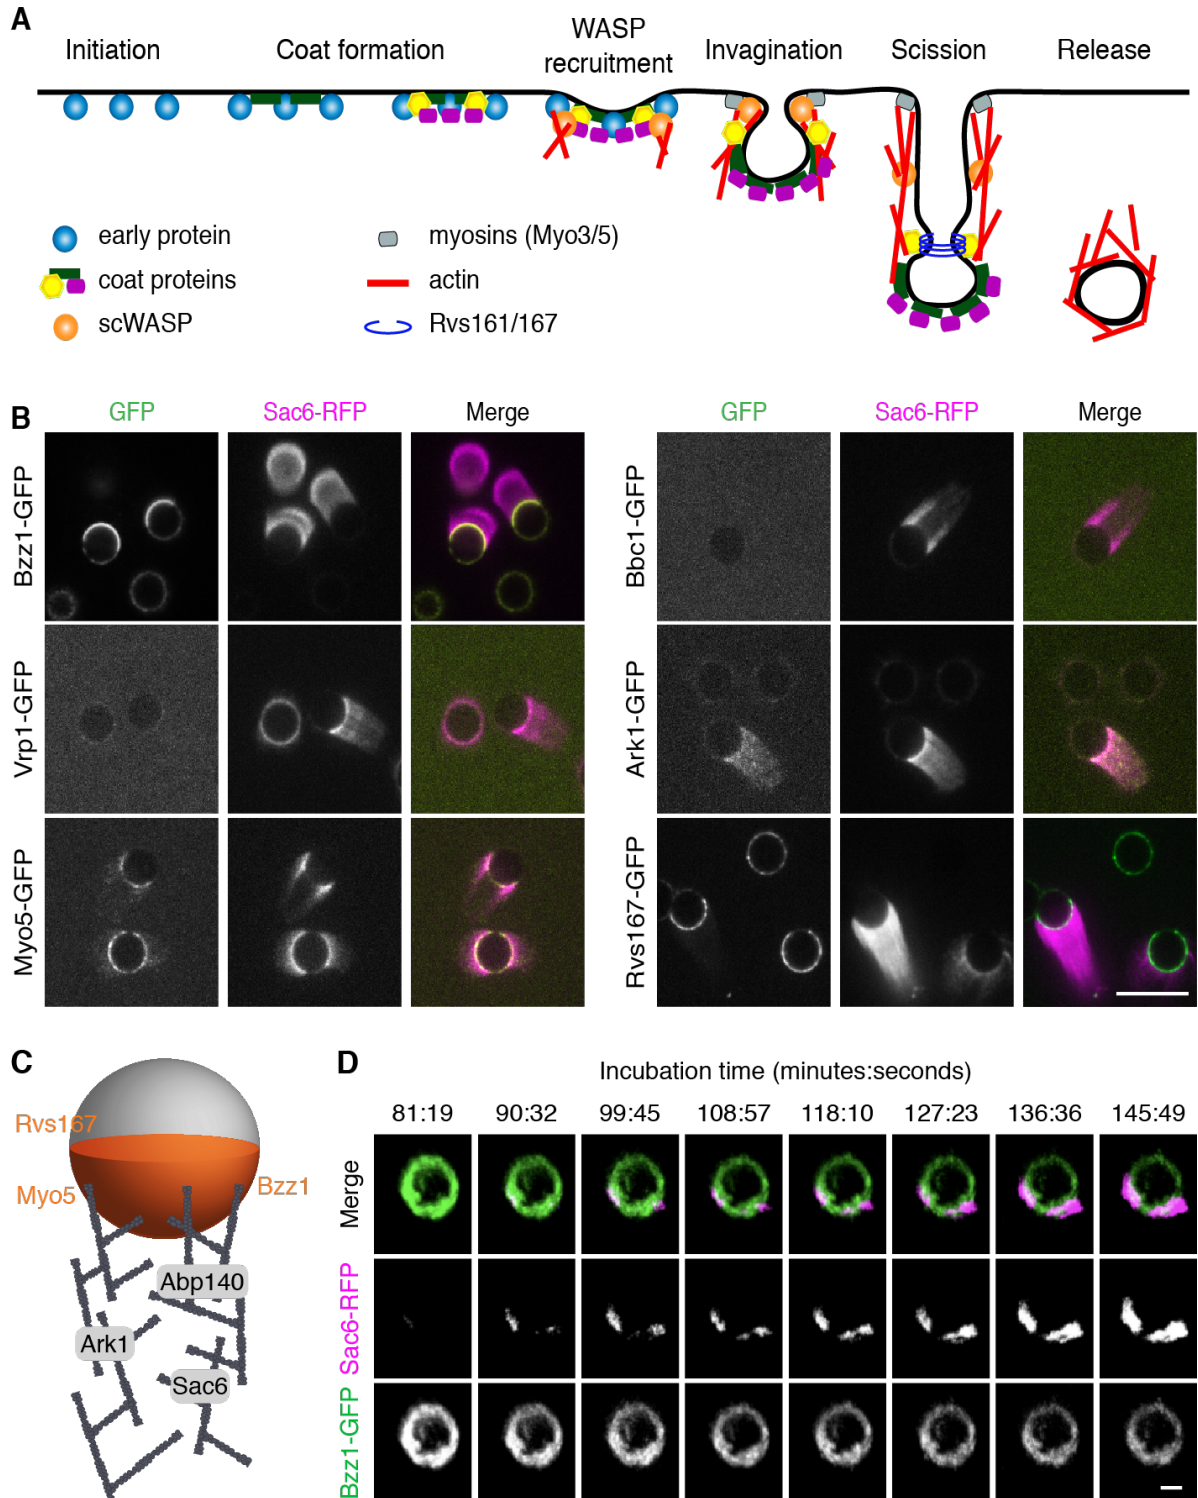 A
Initiation
Coat formation
WASP
recruitment
Invagination
Scission
Release
early protein
coat proteins
scWASP
myosins (Myo3/5)
actin
Rvs161/167
B
GFP
Sac6-RFP
Merge
GFP
Sac6-RFP
Merge
Bzz1-GFP
Bbc1-GFP
Vrp1-GFP
Ark1-GFP
Myo5-GFP
Rvs167-GFP
C
Rvs167
Myo5
Bzz1
Abp140
Ark1
Sac6
D
Incubation time (minutes:seconds)
81:19 90:32 99:45 108:57 118:10 127:23 136:36 145:49
Merge
Sac6-RFP
Bzz1-GFP